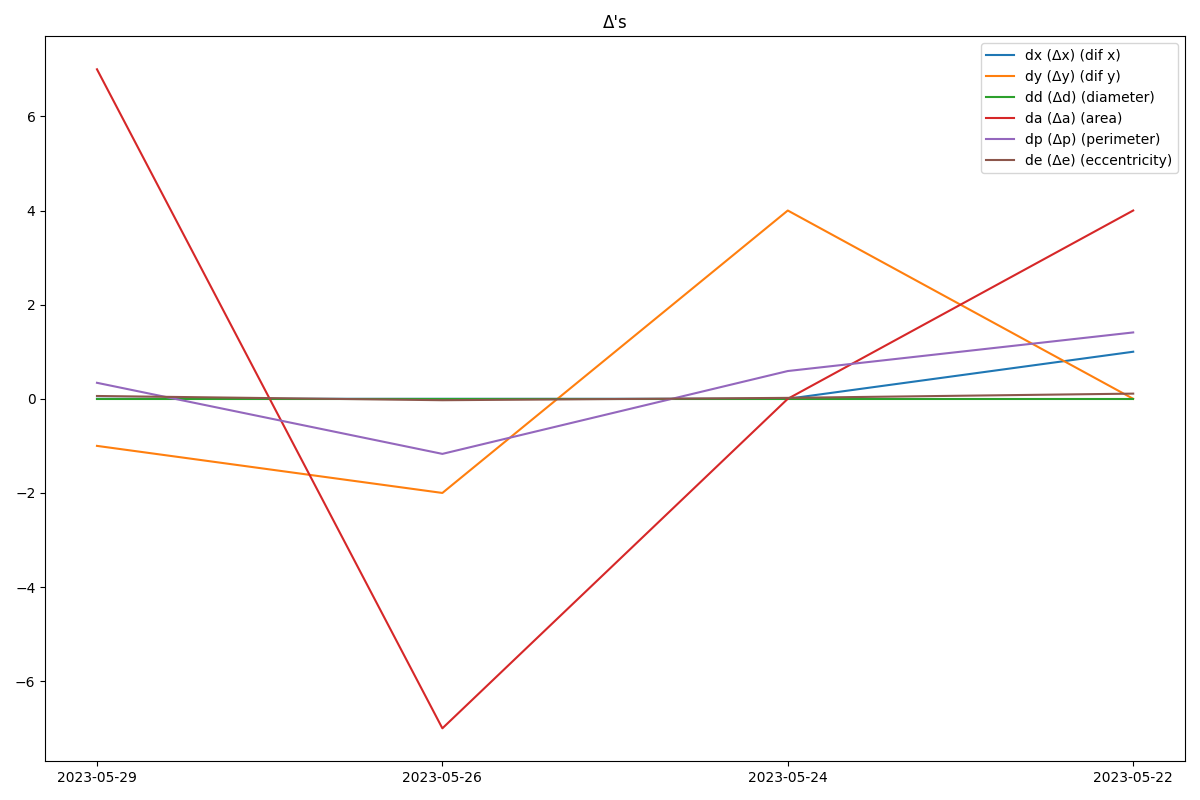 Δ's
dx (Δx) (dif x)
dy (Δy) (dif y)
dd (Δd) (diameter)
da (Δa) (area)
dp (Δp) (perimeter)
de (Δe) (eccentricity)
6
4
2
0
−2
−4
−6
2023-05-29 2023-05-26 2023-05-24 2023-05-22